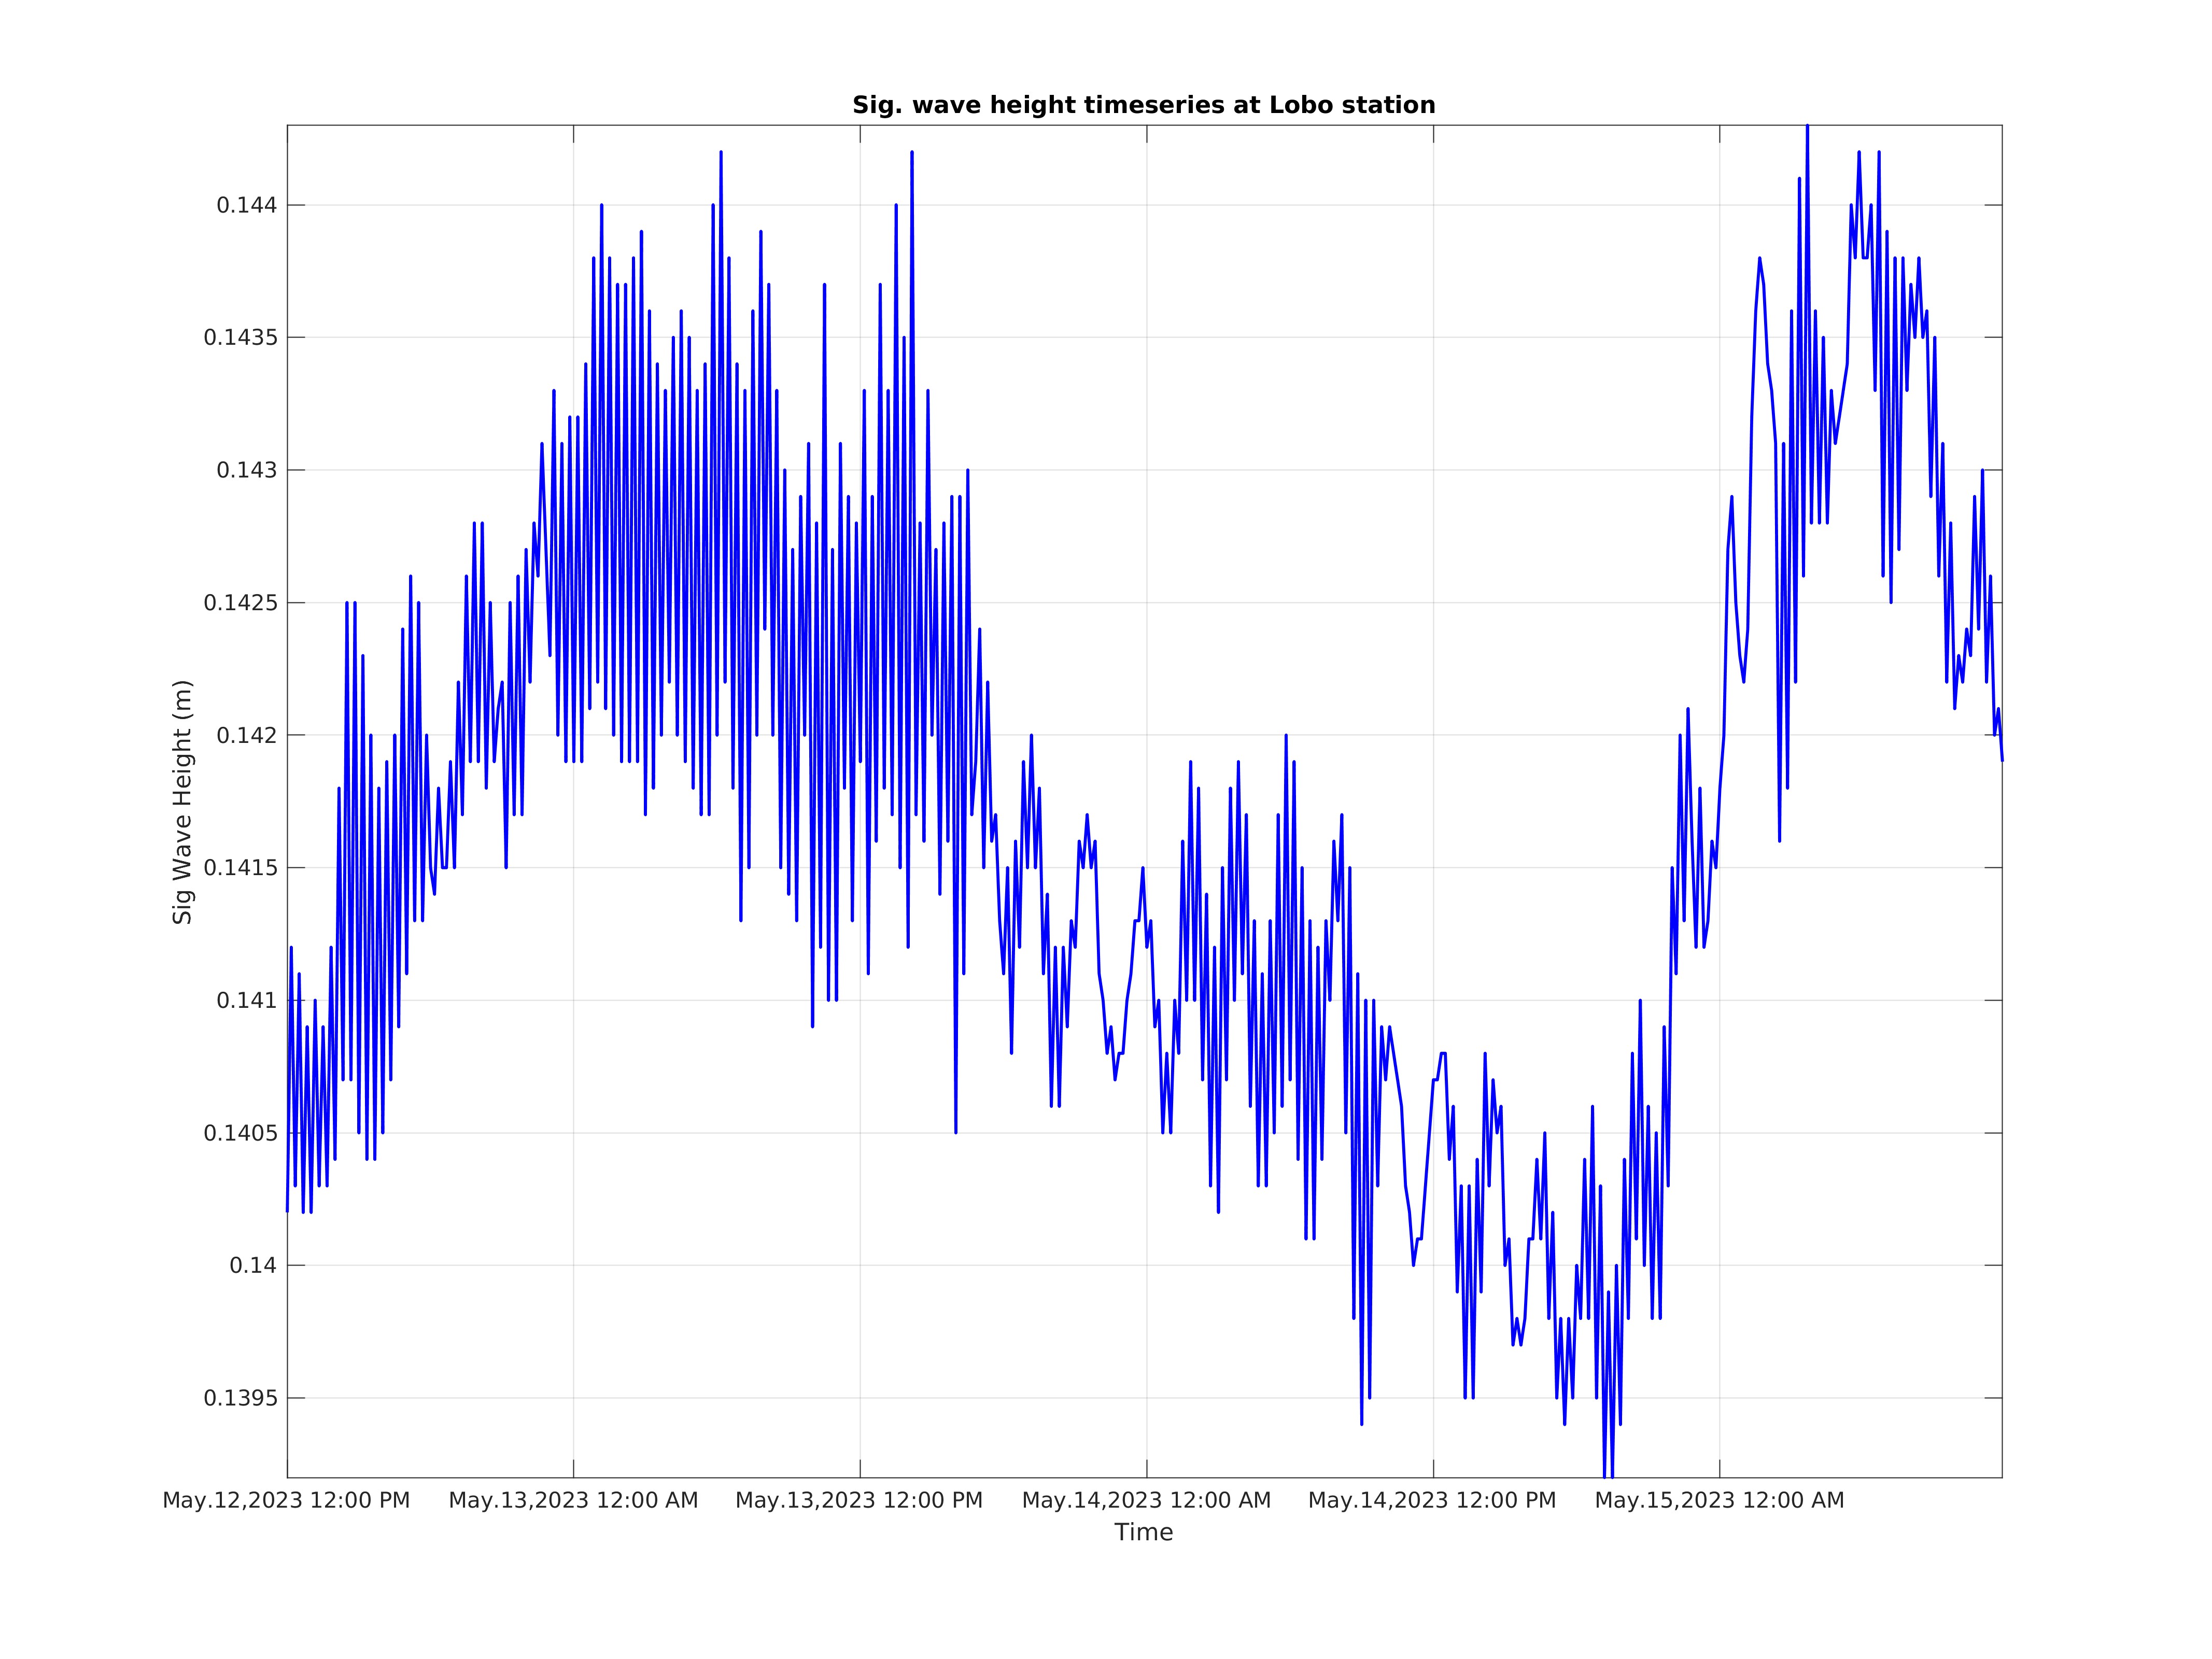 Sig. wave height timeseries at Lobo station
0.144
0.1435
0.143
0.1425
0.142
0.1415
0.141
0.1405
0.14
0.1395
Sig Wave Height (m)
May.12,2023 12:00 PM
May.13,2023 12:00 AM
May.13,2023 12:00 PM
May.14,2023 12:00 AM
May.14,2023 12:00 PM
May.15,2023 12:00 AM
Time